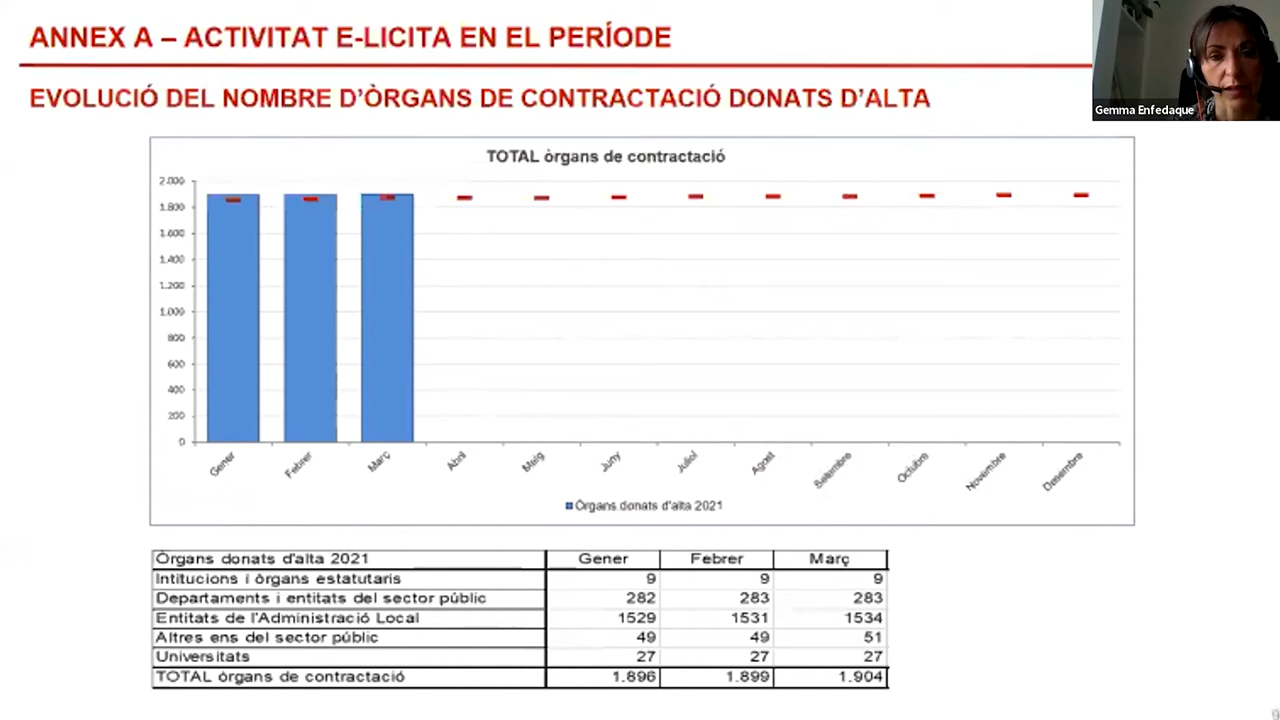 ANNEX A – ACTIVITAT E-LICITA EN EL PERÍODE
Gemma Enfedaque
EVOLUCIÓ DEL NOMBRE D'ÒRGANS DE CONTRACTACIÓ DONATS D'ALTA
TOTAL òrgans de contractació
2.000
1.800
1.600
1.400
1.200
1.000
800
600
400
200
0
Gener Febrer Març Abril Meig Juny Juliol Agost Setembre Octubre Novembre Desembre
Òrgans donats d'alta 2021
Òrgans donats d'alta 2021 Gener Febrer Març
Intitucions i òrgans estatutaris 9 9 9
Departaments i entitats del sector públic 282 283 283
Entitats de l'Administració Local 1529 1531 1534
Altres ens del sector públic 49 49 51
Universitats 27 27 27
TOTAL òrgans de contractació 1.896 1.899 1.904
9